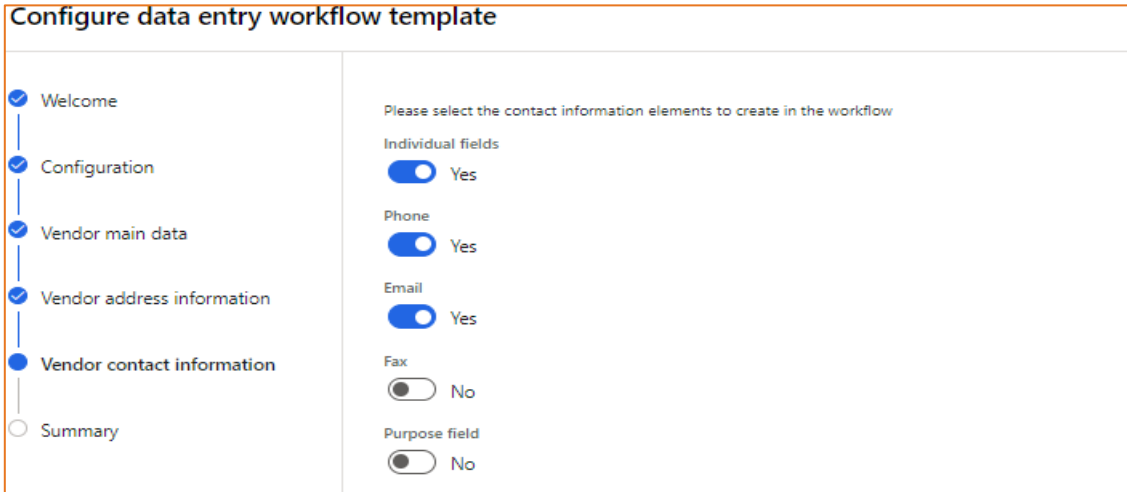 Configure data entry workflow template
Welcome
Configuration
Vendor main data
Vendor address information
Vendor contact information
Summary
Please select the contact information elements to create in the workflow
Individual fields
Yes
Phone
Yes
Email
Yes
Fax
No
Purpose field
No